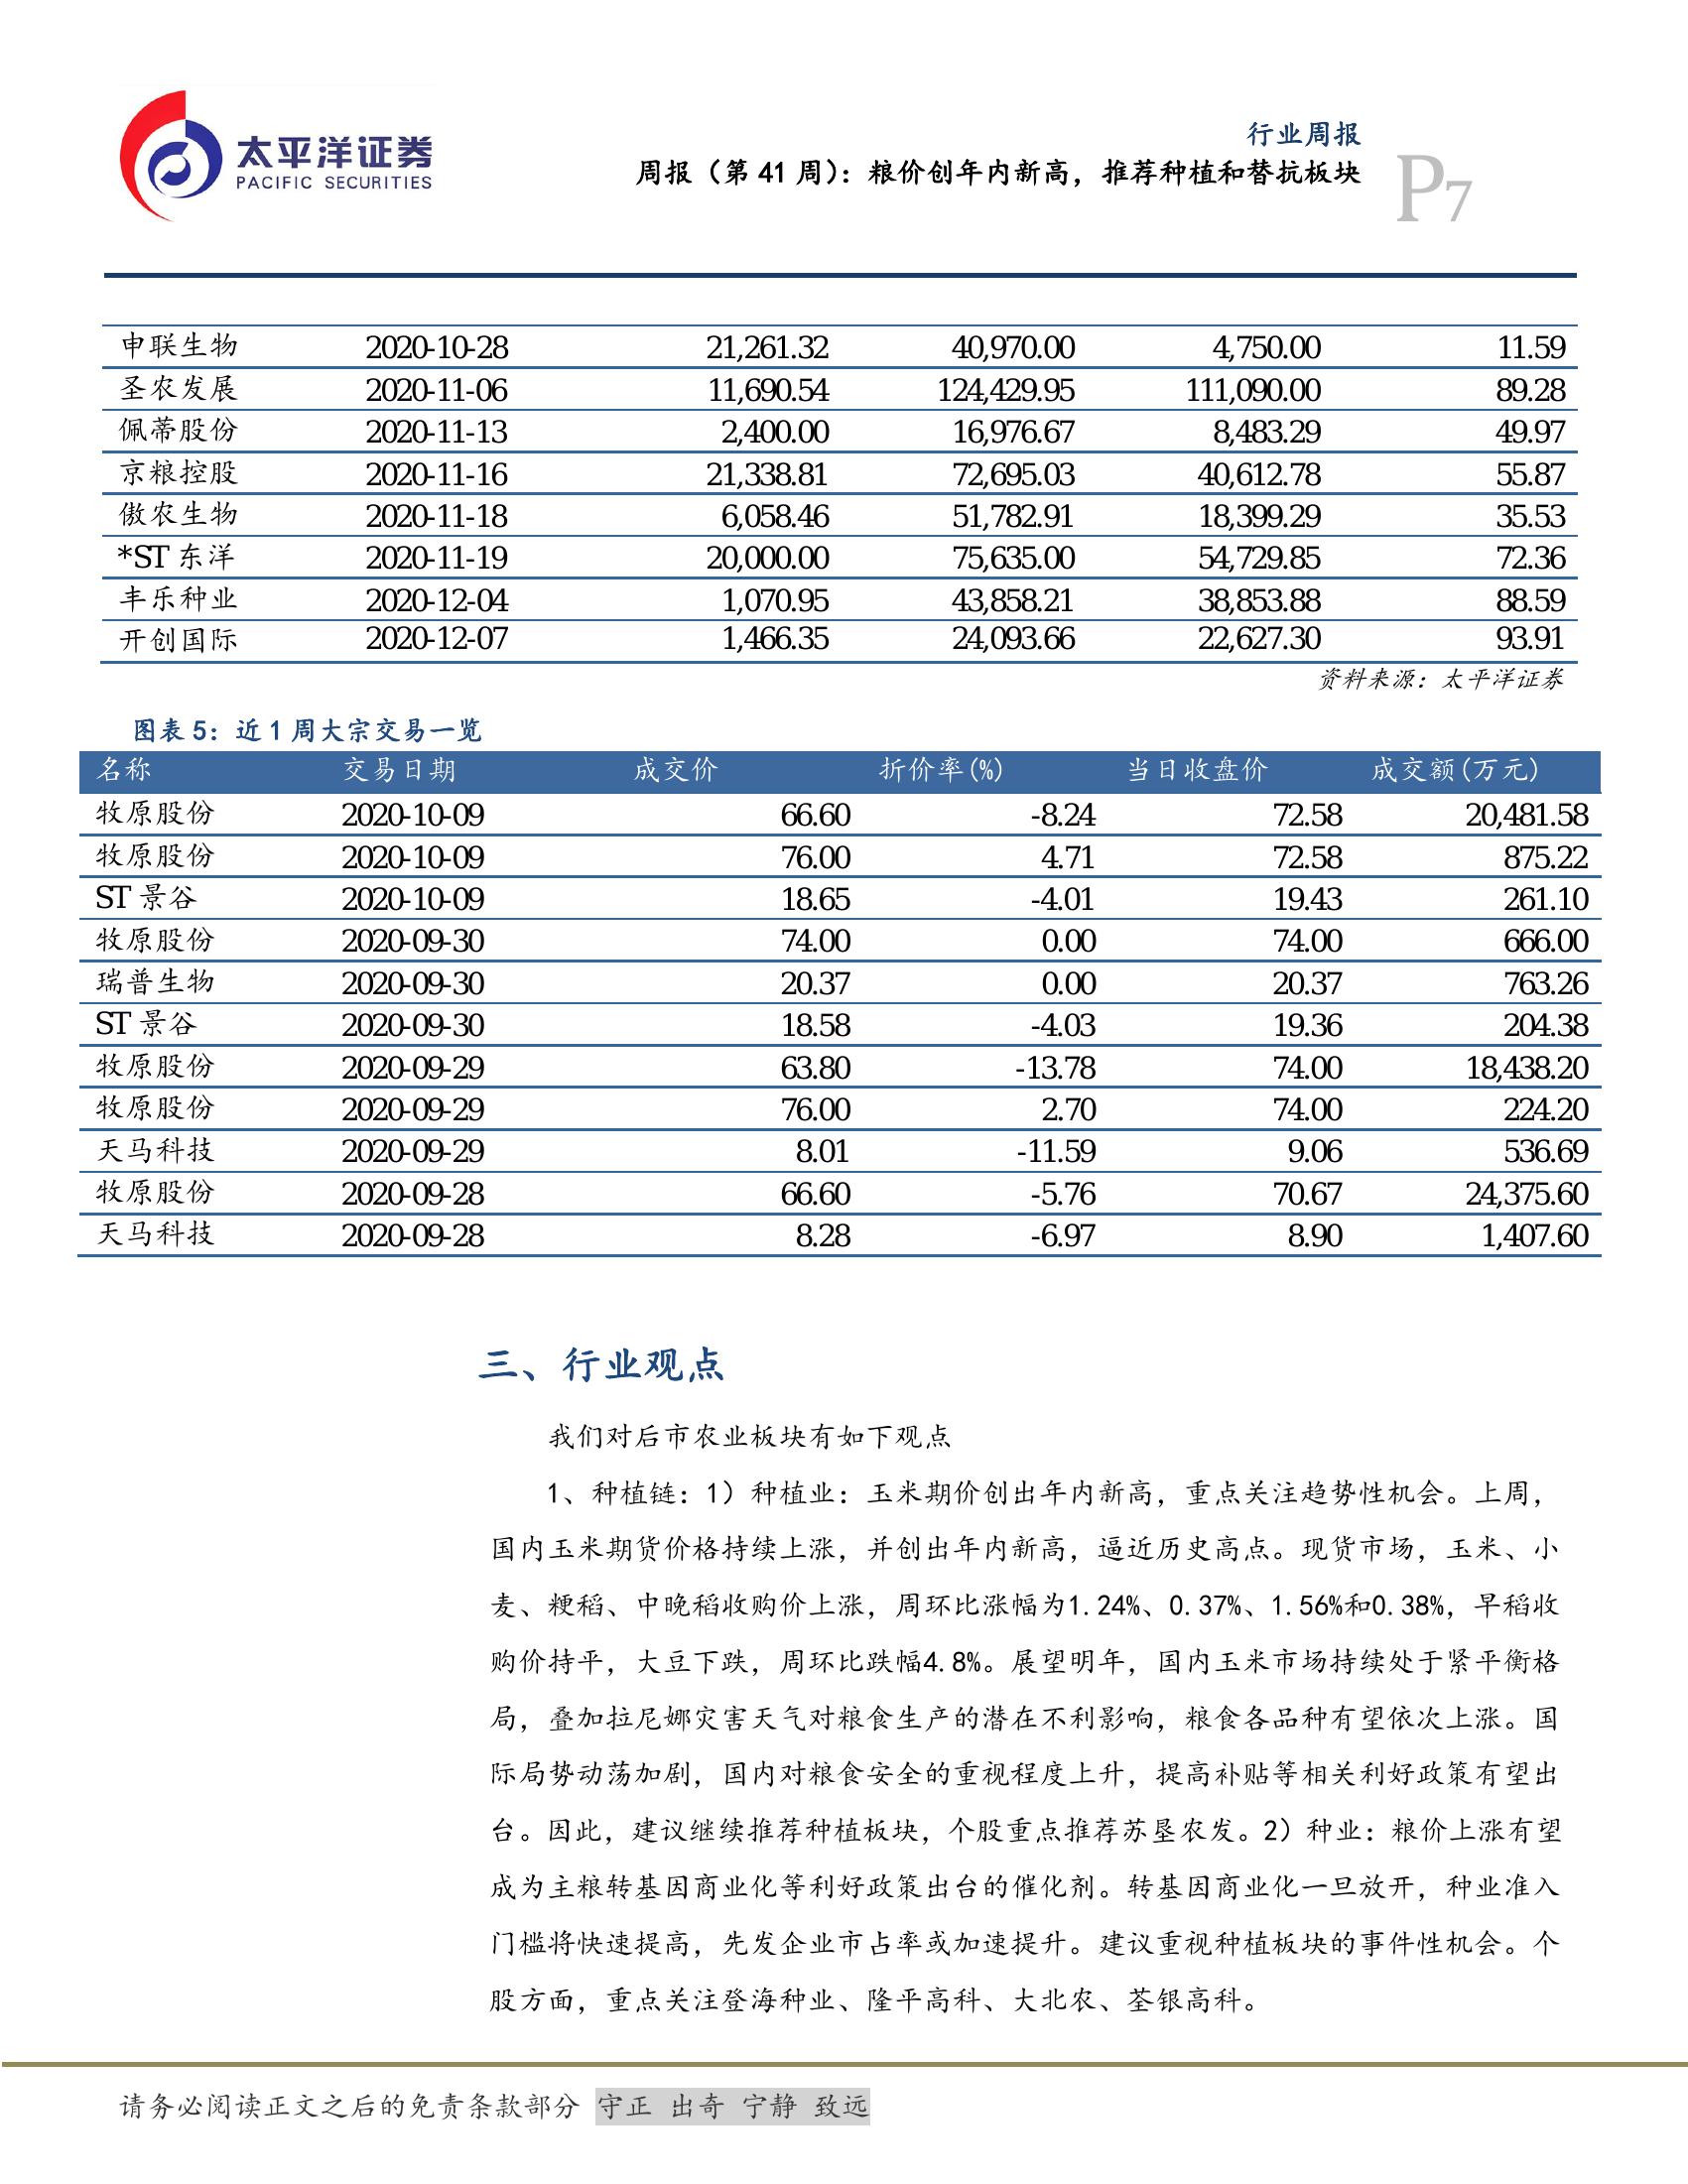 太平洋证券
PACIFIC SECURITIES
行业周报
周报（第 41 周）：粮价创年内新高，推荐种植和替抗板块
P7
申联生物 2020-10-28 21,261.32 40,970.00 4,750.00 11.59
圣农发展 2020-11-06 11,690.54 124,429.95 111,090.00 89.28
佩蒂股份 2020-11-13 2,400.00 16,976.67 8,483.29 49.97
京粮控股 2020-11-16 21,338.81 72,695.03 40,612.78 55.87
傲农生物 2020-11-18 6,058.46 51,782.91 18,399.29 35.53
*ST 东洋 2020-11-19 20,000.00 75,635.00 54,729.85 72.36
丰乐种业 2020-12-04 1,070.95 43,858.21 38,853.88 88.59
开创国际 2020-12-07 1,466.35 24,093.66 22,627.30 93.91
资料来源：太平洋证券
图表 5：近 1 周大宗交易一览
名称 交易日期 成交价 折价率(%) 当日收盘价 成交额(万元)
牧原股份 2020-10-09 66.60 -8.24 72.58 20,481.58
牧原股份 2020-10-09 76.00 4.71 72.58 875.22
ST 景谷 2020-10-09 18.65 -4.01 19.43 261.10
牧原股份 2020-09-30 74.00 0.00 74.00 666.00
瑞普生物 2020-09-30 20.37 0.00 20.37 763.26
ST 景谷 2020-09-30 18.58 -4.03 19.36 204.38
牧原股份 2020-09-29 63.80 -13.78 74.00 18,438.20
牧原股份 2020-09-29 76.00 2.70 74.00 224.20
天马科技 2020-09-29 8.01 -11.59 9.06 536.69
牧原股份 2020-09-28 66.60 -5.76 70.67 24,375.60
天马科技 2020-09-28 8.28 -6.97 8.90 1,407.60
三、行业观点
我们对后市农业板块有如下观点
1、种植链：1）种植业：玉米期价创出年内新高，重点关注趋势性机会。上周，
国内玉米期货价格持续上涨，并创出年内新高，逼近历史高点。现货市场，玉米、小
麦、粳稻、中晚稻收购价上涨，周环比涨幅为1.24%、0.37%、1.56%和0.38%，早稻收
购价持平，大豆下跌，周环比跌幅4.8%。展望明年，国内玉米市场持续处于紧平衡格
局，叠加拉尼娜灾害天气对粮食生产的潜在不利影响，粮食各品种有望依次上涨。国
际局势动荡加剧，国内对粮食安全的重视程度上升，提高补贴等相关利好政策有望出
台。因此，建议继续推荐种植板块，个股重点推荐苏垦农发。2）种业：粮价上涨有望
成为主粮转基因商业化等利好政策出台的催化剂。转基因商业化一旦放开，种业准入
门槛将快速提高，先发企业市占率或加速提升。建议重视种植板块的事件性机会。个
股方面，重点关注登海种业、隆平高科、大北农、荃银高科。
请务必阅读正文之后的免责条款部分 守正 出奇 宁静 致远